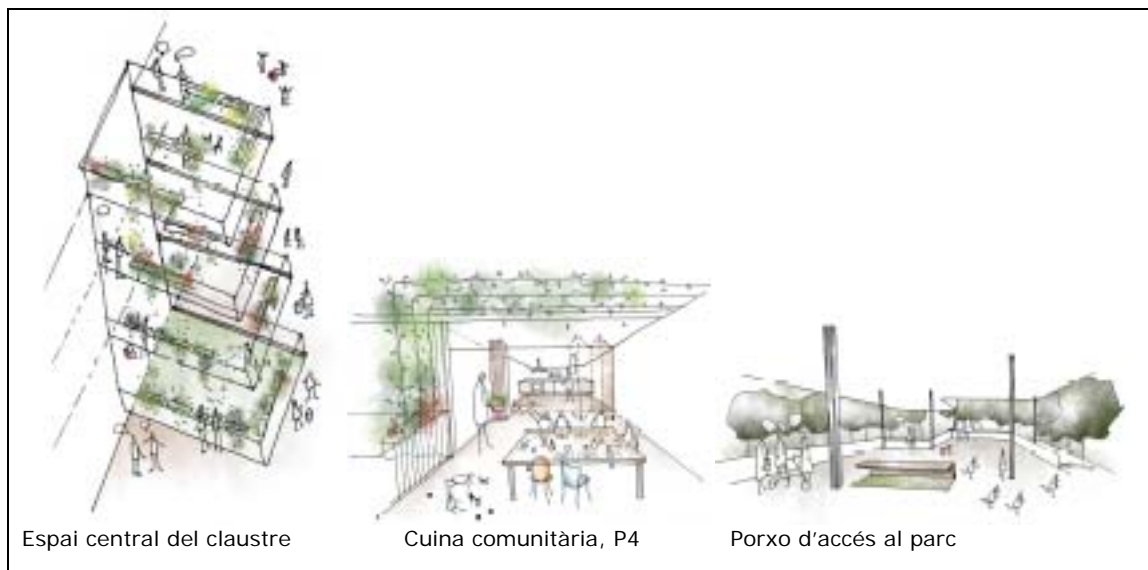 Espai central del claustre
Cuina comunitària, P4
Porxo d'accés al parc